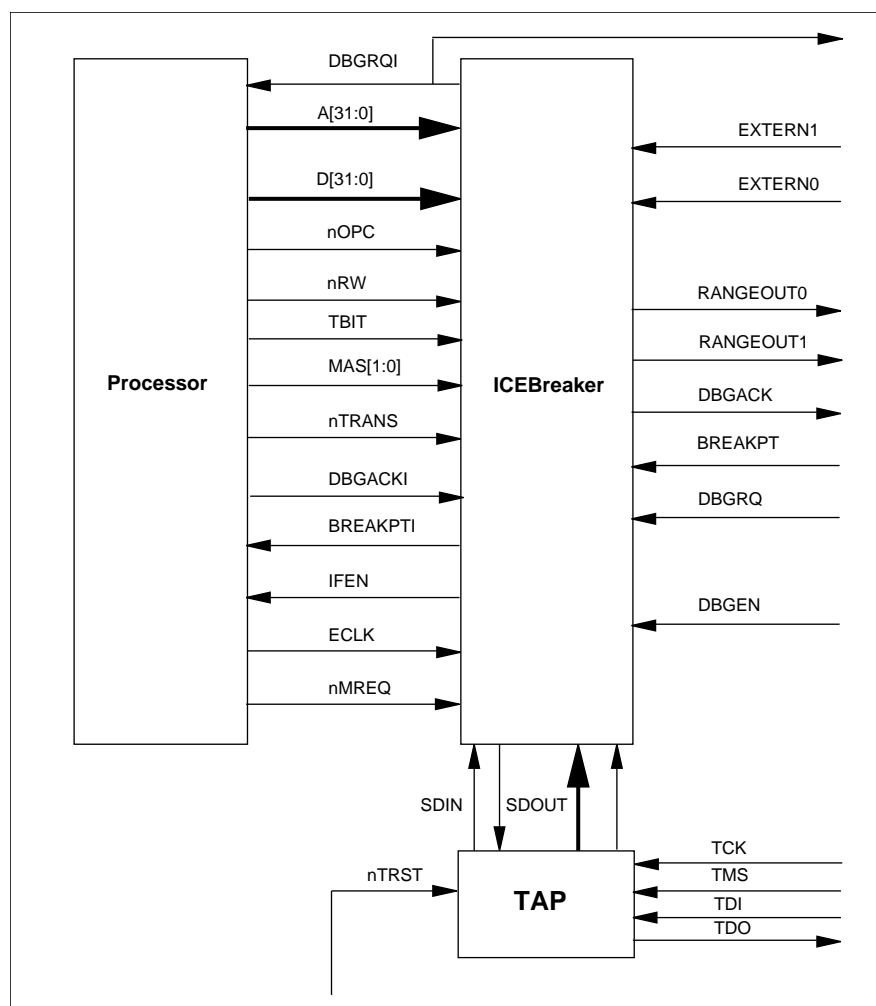 DBGRQI
A[31:0]
EXTERN1
D[31:0]
EXTERN0
nOPC
nRW
RANGEOUT0
TBIT
RANGEOUT1
MAS[1:0]
Processor
ICEBreaker
DBGACK
nTRANS
BREAKPT
DBGACKI
DBGRQ
BREAKPTI
IFEN
DBGEN
ECLK
nMREQ
SDIN
SDOUT
TCK
nTRST
TMS
TAP
TDI
TDO